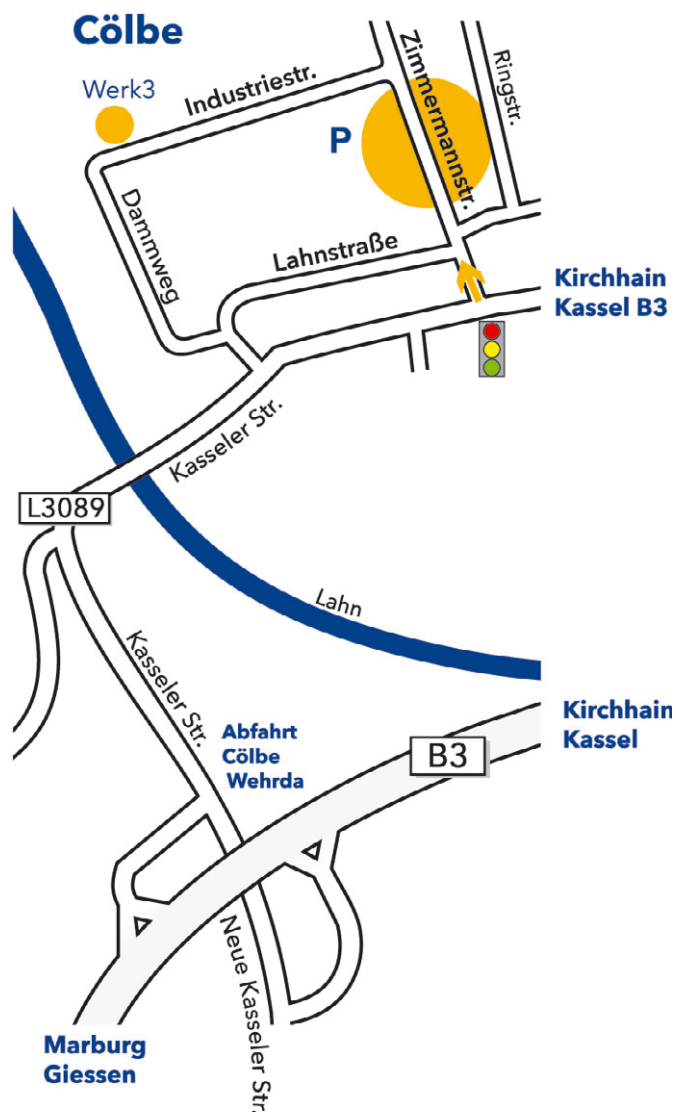 Cölbe
Werk3
Industriestr.
Zimmermannstr.
Ringstr.
P
Dammweg
Lahnstraße
Kirchhain
Kassel B3
Kasseler Str.
L3089
Lahn
Kasseler Str.
Abfahrt
Cölbe
Wehrda
Kirchhain
Kassel
B3
Neue Kasseler Str.
Marburg
Giessen